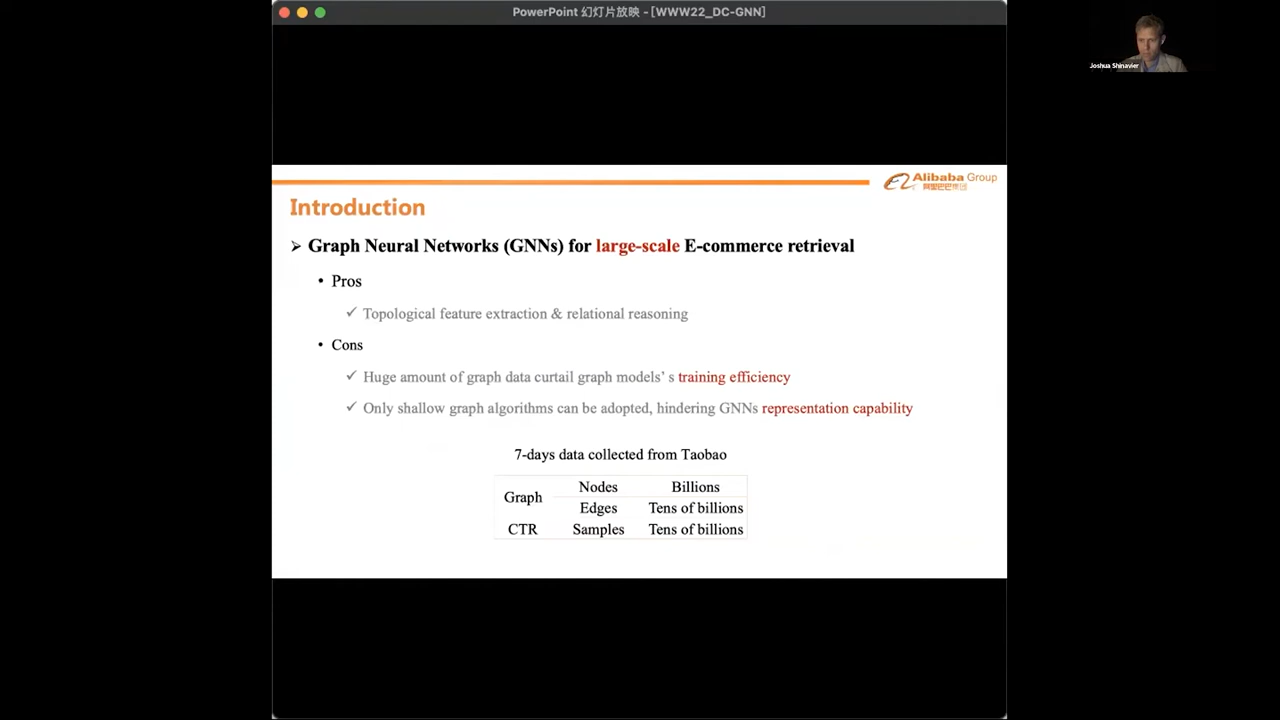 PowerPoint 幻灯片放映 - [WWW22_DC-GNN]
Joshua Shinavier
Alibaba Group
阿里巴巴集团
Introduction
➢ Graph Neural Networks (GNNs) for large-scale E-commerce retrieval
• Pros
✓ Topological feature extraction & relational reasoning
• Cons
✓ Huge amount of graph data curtail graph models’ s training efficiency
✓ Only shallow graph algorithms can be adopted, hindering GNNs representation capability
7-days data collected from Taobao
Graph Nodes Billions
Edges Tens of billions
CTR Samples Tens of billions